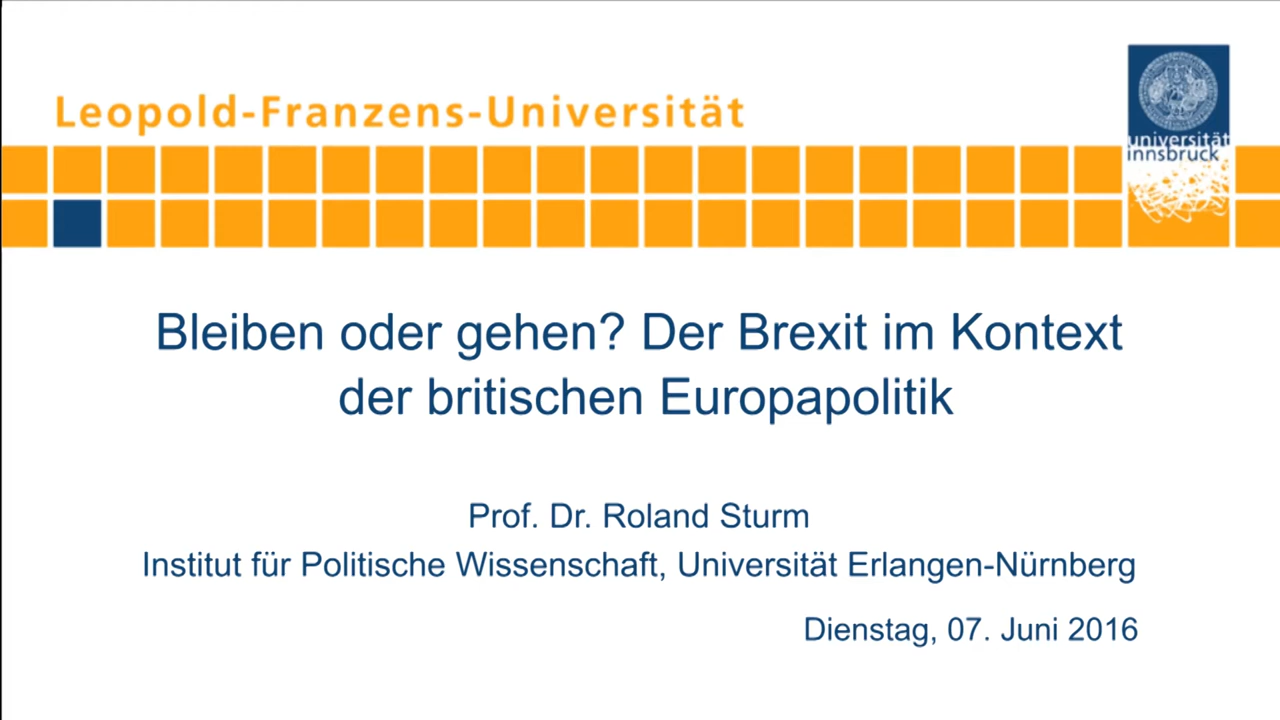 Leopold-Franzens-Universität
universität
innsbruck
Bleiben oder gehen? Der Brexit im Kontext
der britischen Europapolitik
Prof. Dr. Roland Sturm
Institut für Politische Wissenschaft, Universität Erlangen-Nürnberg
Dienstag, 07. Juni 2016